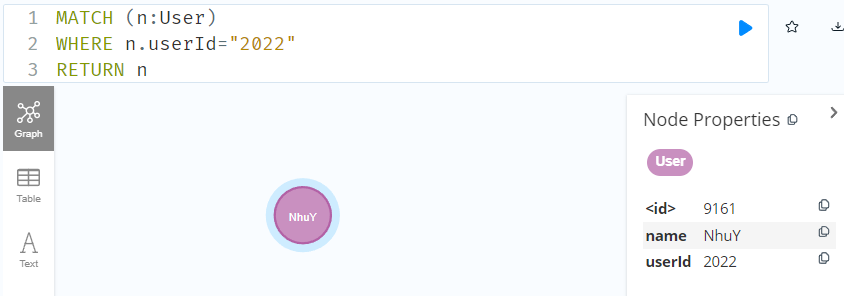 1 MATCH (n:User)
2 WHERE n.userId="2022"
3 RETURN n
Graph
Table
Text
NhuY
Node Properties
User
<id> 9161
name NhuY
userId 2022